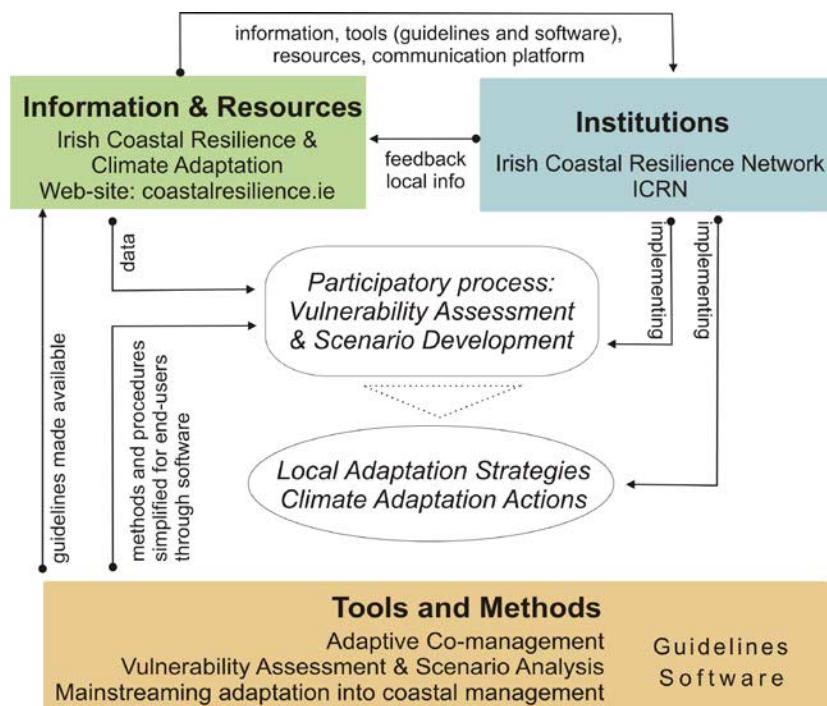 information, tools (guidelines and software),
resources, communication platform
Information & Resources
Irish Coastal Resilience &
Climate Adaptation
Web-site: coastalresilience.ie
feedback
local info
Institutions
Irish Coastal Resilience Network
ICRN
data
Participatory process:
Vulnerability Assessment
& Scenario Development
implementing
implementing
guidelines made available
methods and procedures
simplified for end-users
through software
Local Adaptation Strategies
Climate Adaptation Actions
Tools and Methods
Adaptive Co-management
Vulnerability Assessment & Scenario Analysis
Mainstreaming adaptation into coastal management
Guidelines
Software